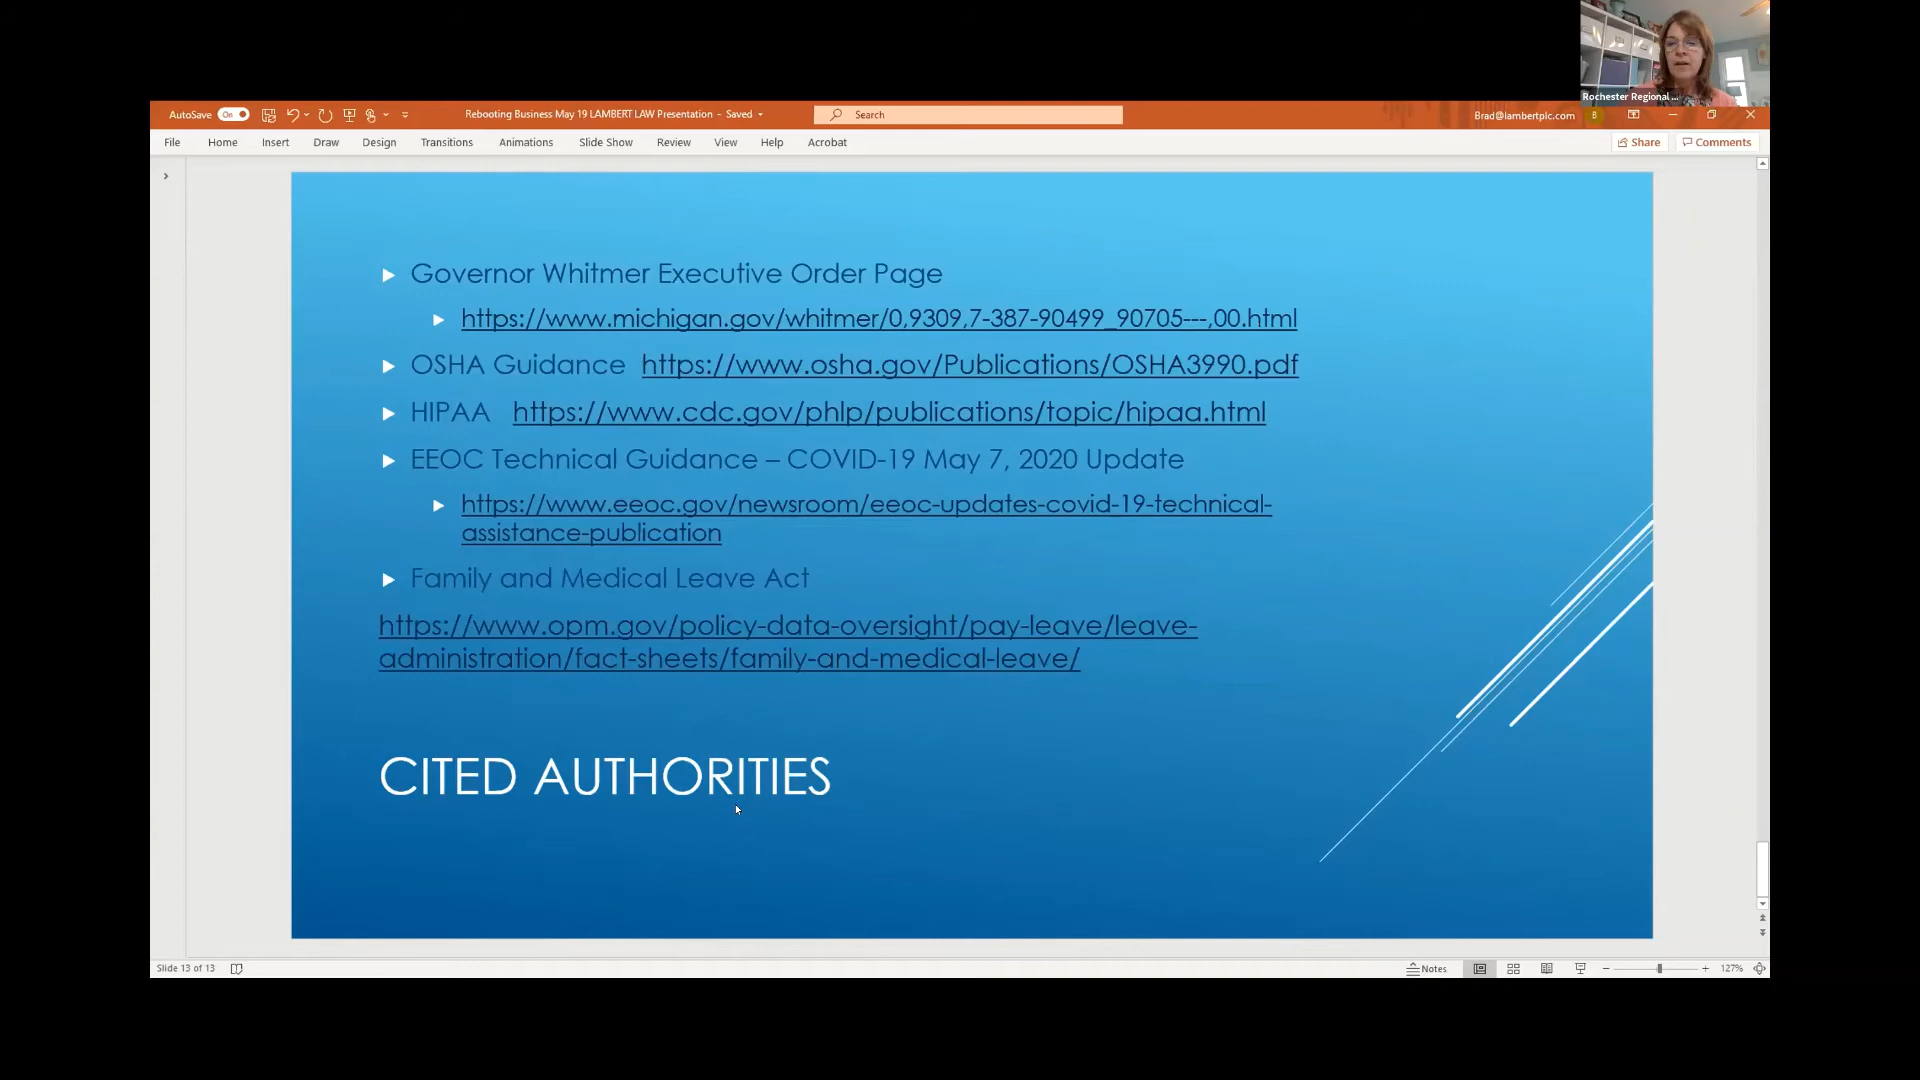 Rochester Regional ...
AutoSave On
Rebooting Business May 19 LAMBERT LAW Presentation - Saved
Search
Brad@lambertplc.com
B
File Home Insert Draw Design Transitions Animations Slide Show Review View Help Acrobat
Share
Comments
Governor Whitmer Executive Order Page
https://www.michigan.gov/whitmer/0,9309,7-387-90499_90705---,00.html
OSHA Guidance https://www.osha.gov/Publications/OSHA3990.pdf
HIPAA https://www.cdc.gov/phlp/publications/topic/hipaa.html
EEOC Technical Guidance – COVID-19 May 7, 2020 Update
https://www.eeoc.gov/newsroom/eeoc-updates-covid-19-technical-
assistance-publication
Family and Medical Leave Act
https://www.opm.gov/policy-data-oversight/pay-leave/leave-
administration/fact-sheets/family-and-medical-leave/
CITED AUTHORITIES
Slide 13 of 13
Notes
127%